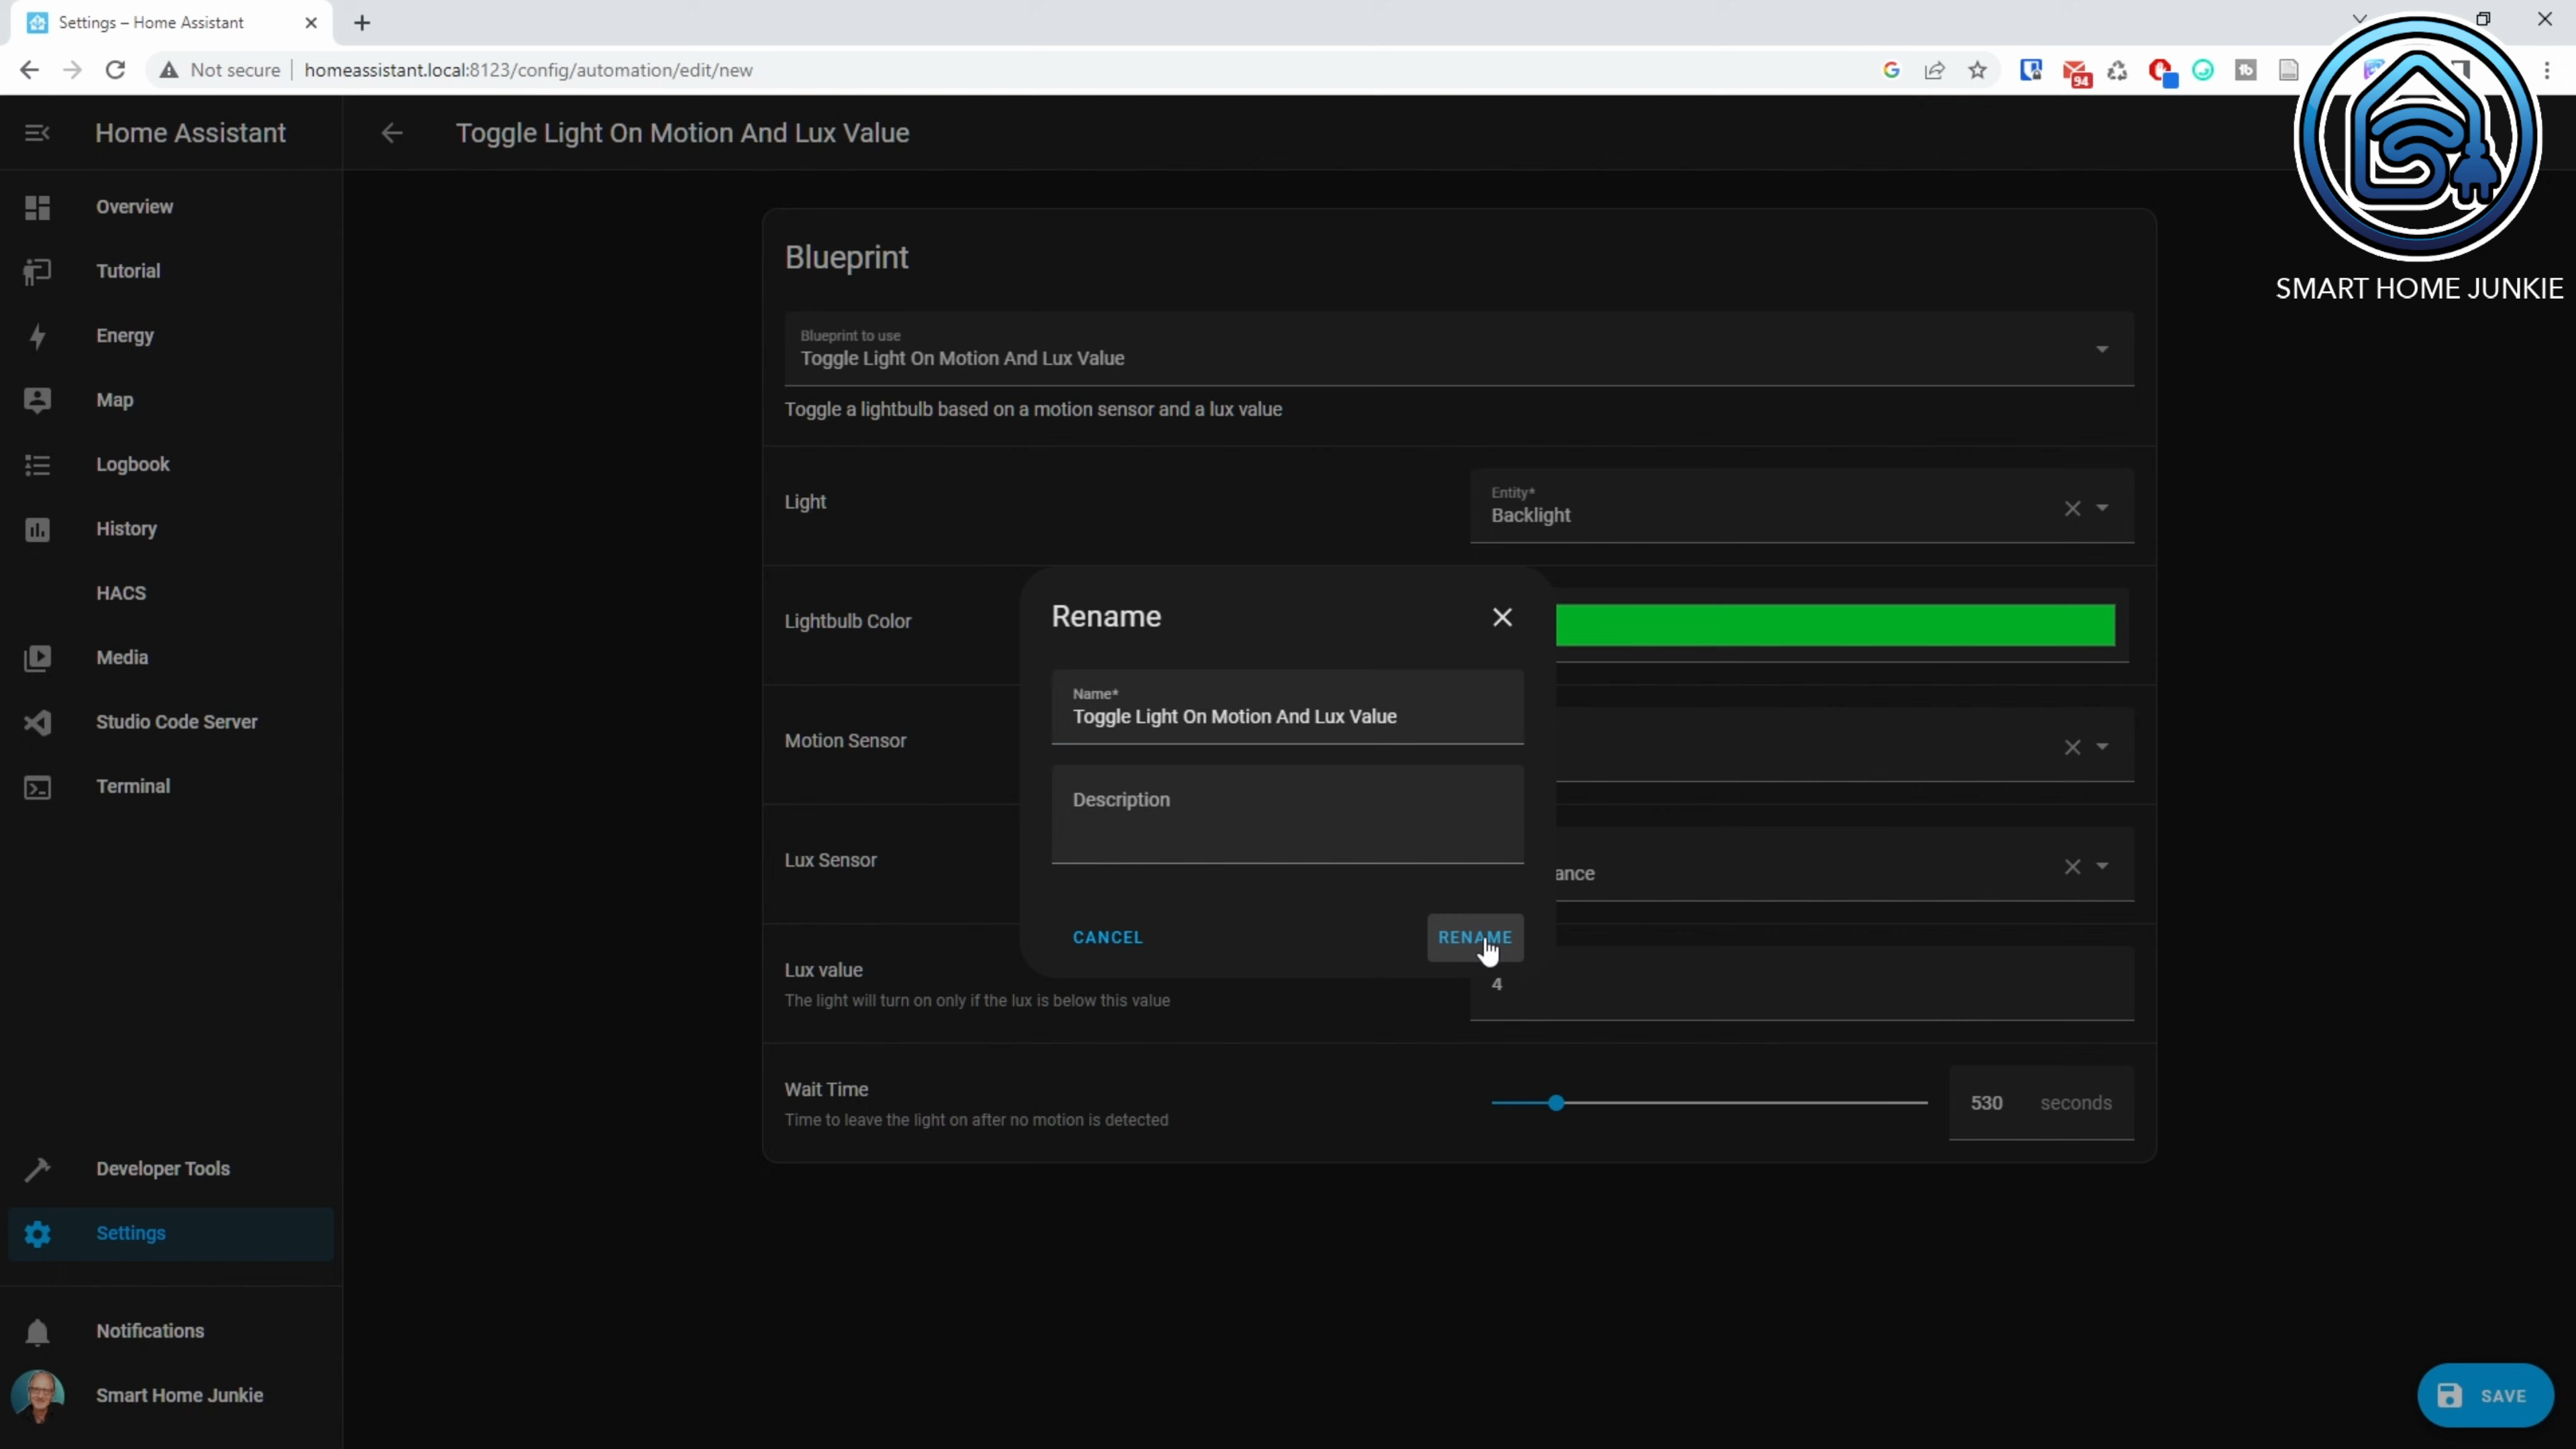 Settings – Home Assistant
Not secure
homeassistant.local:8123/config/automation/edit/new
94
SMART HOME JUNKIE
Home Assistant
Toggle Light On Motion And Lux Value
Overview
Tutorial
Energy
Map
Logbook
History
HACS
Media
Studio Code Server
Terminal
Developer Tools
Settings
Notifications
Smart Home Junkie
Blueprint
Blueprint to use
Toggle Light On Motion And Lux Value
Toggle a lightbulb based on a motion sensor and a lux value
Light
Entity*
Backlight
Lightbulb Color
Motion Sensor
Lux Sensor
ance
Lux value
The light will turn on only if the lux is below this value
4
Wait Time
Time to leave the light on after no motion is detected
530 seconds
Rename
Name*
Toggle Light On Motion And Lux Value
Description
CANCEL
RENAME
SAVE